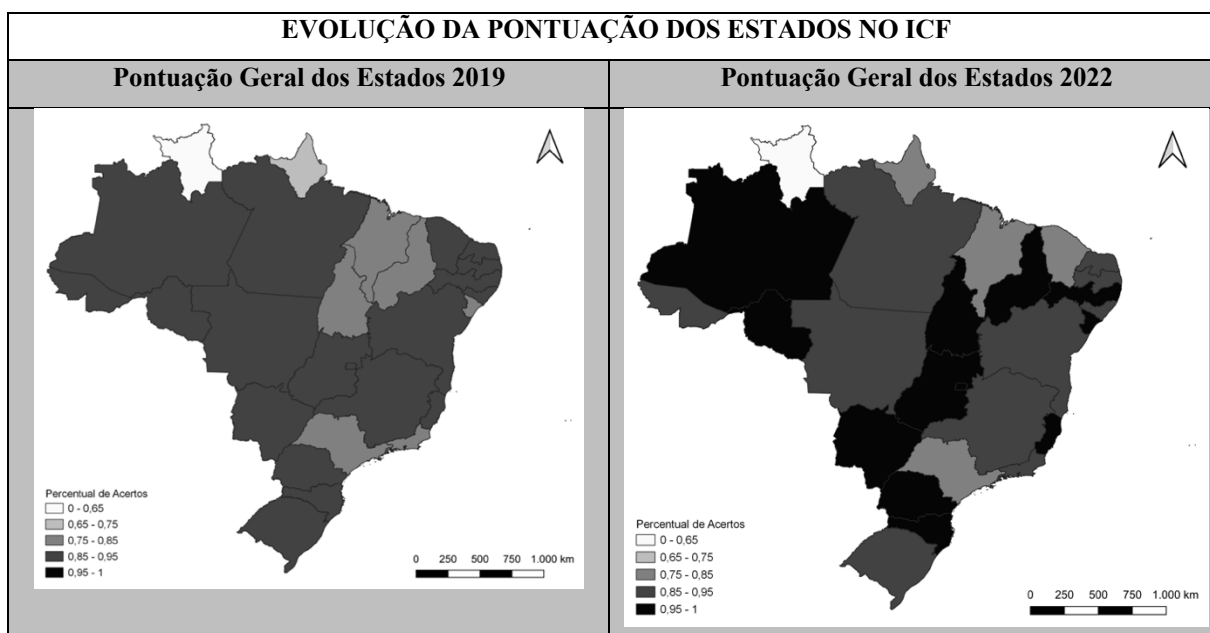 EVOLUÇÃO DA PONTUAÇÃO DOS ESTADOS NO ICF
Pontuação Geral dos Estados 2019
Pontuação Geral dos Estados 2022
Percentual de Acertos
0 - 0,65
0,65 - 0,75
0,75 - 0,85
0,85 - 0,95
0,95 - 1
0 250 500 750 1.000 km
Percentual de Acertos
0 - 0,65
0,65 - 0,75
0,75 - 0,85
0,85 - 0,95
0,95 - 1
0 250 500 750 1.000 km